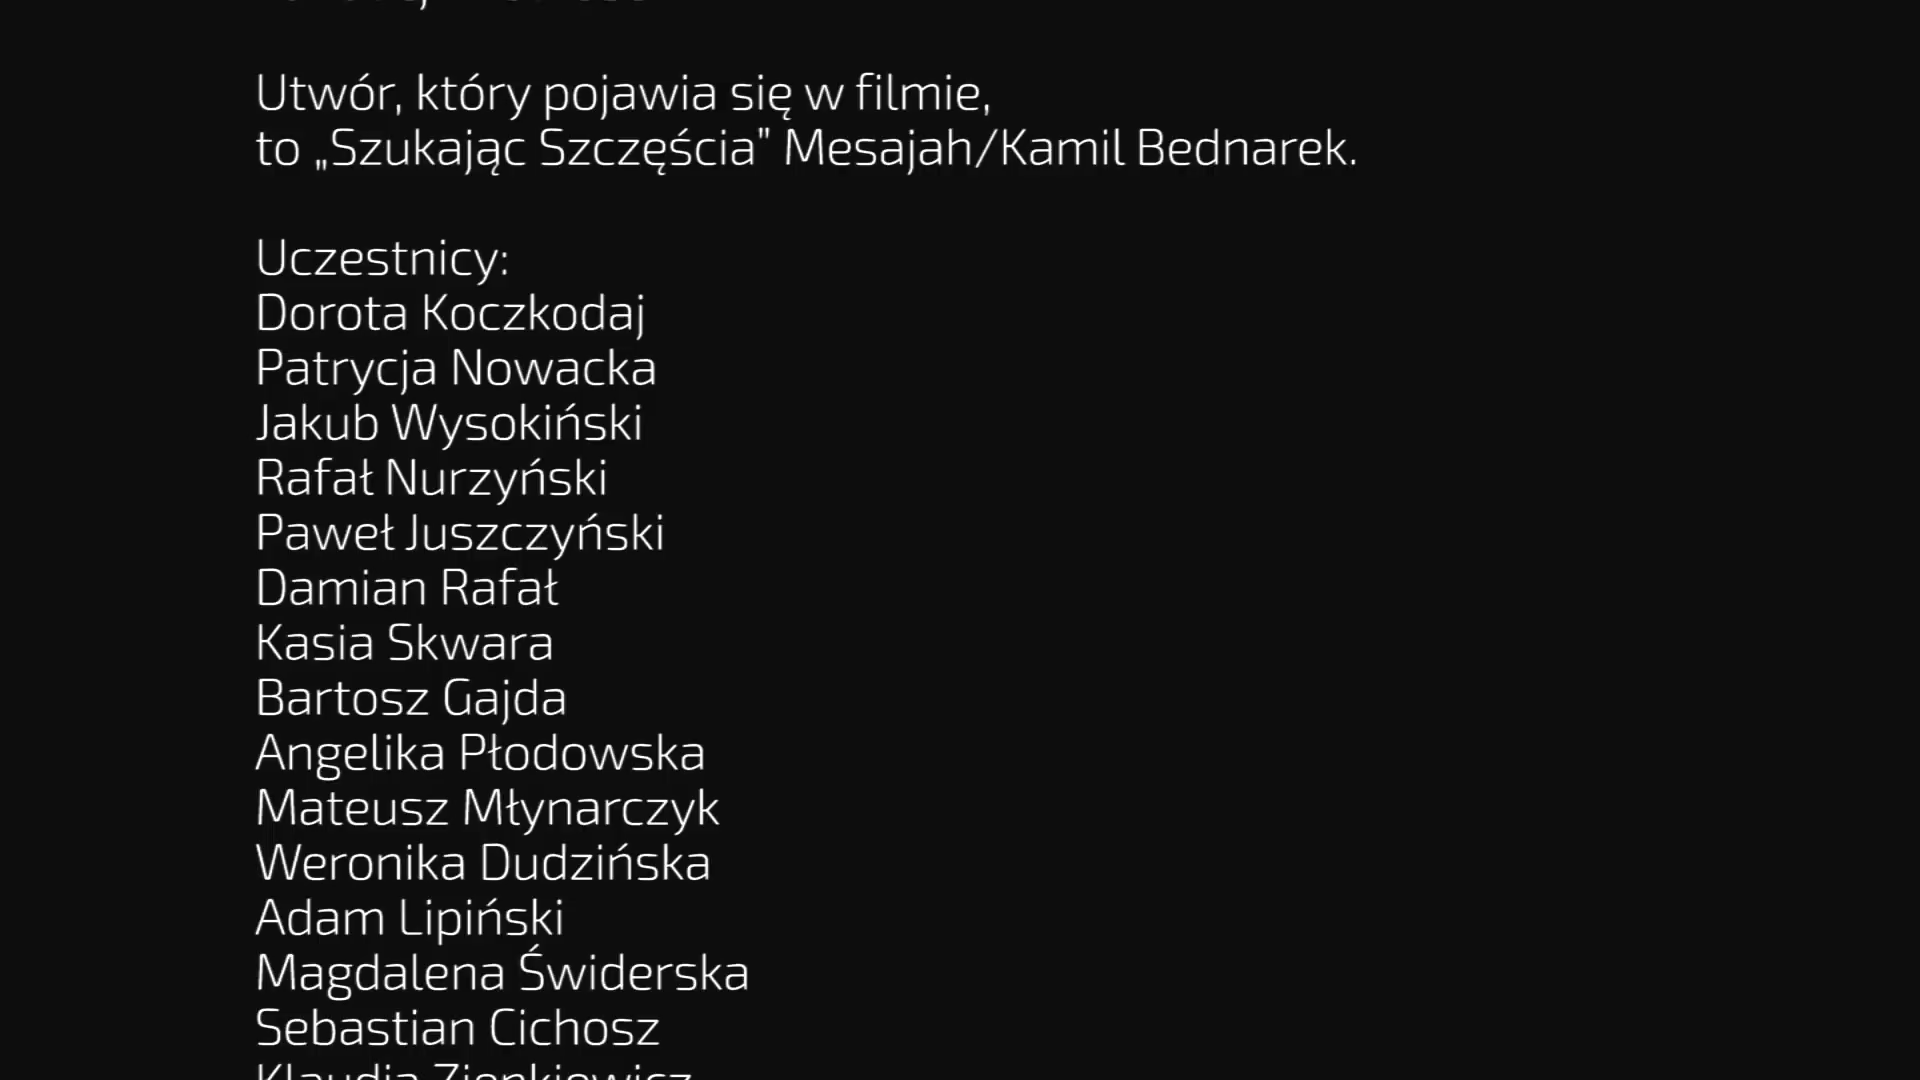 Utwór, który pojawia się w filmie,
to „Szukając Szczęścia” Mesajah/Kamil Bednarek.
Uczestnicy:
Dorota Koczkodaj
Patrycja Nowacka
Jakub Wysokiński
Rafał Nurzyński
Paweł Juszczyński
Damian Rafał
Kasia Skwara
Bartosz Gajda
Angelika Płodowska
Mateusz Młynarczyk
Weronika Dudzińska
Adam Lipiński
Magdalena Świderska
Sebastian Cichosz
Klaudia Zienkiewicz